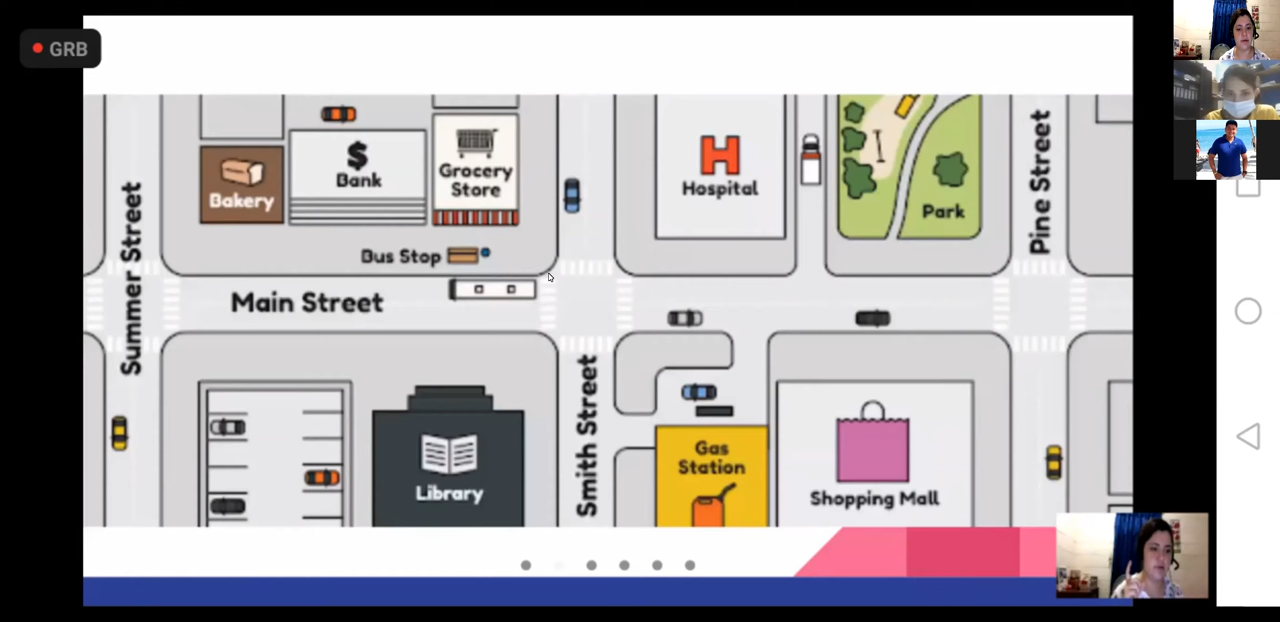 GRB
$
Bank
Grocery
Store
Bakery
Bus Stop
Main Street
Summer Street
H
Hospital
Park
Pine Street
Smith Street
Library
Gas
Station
Shopping Mall